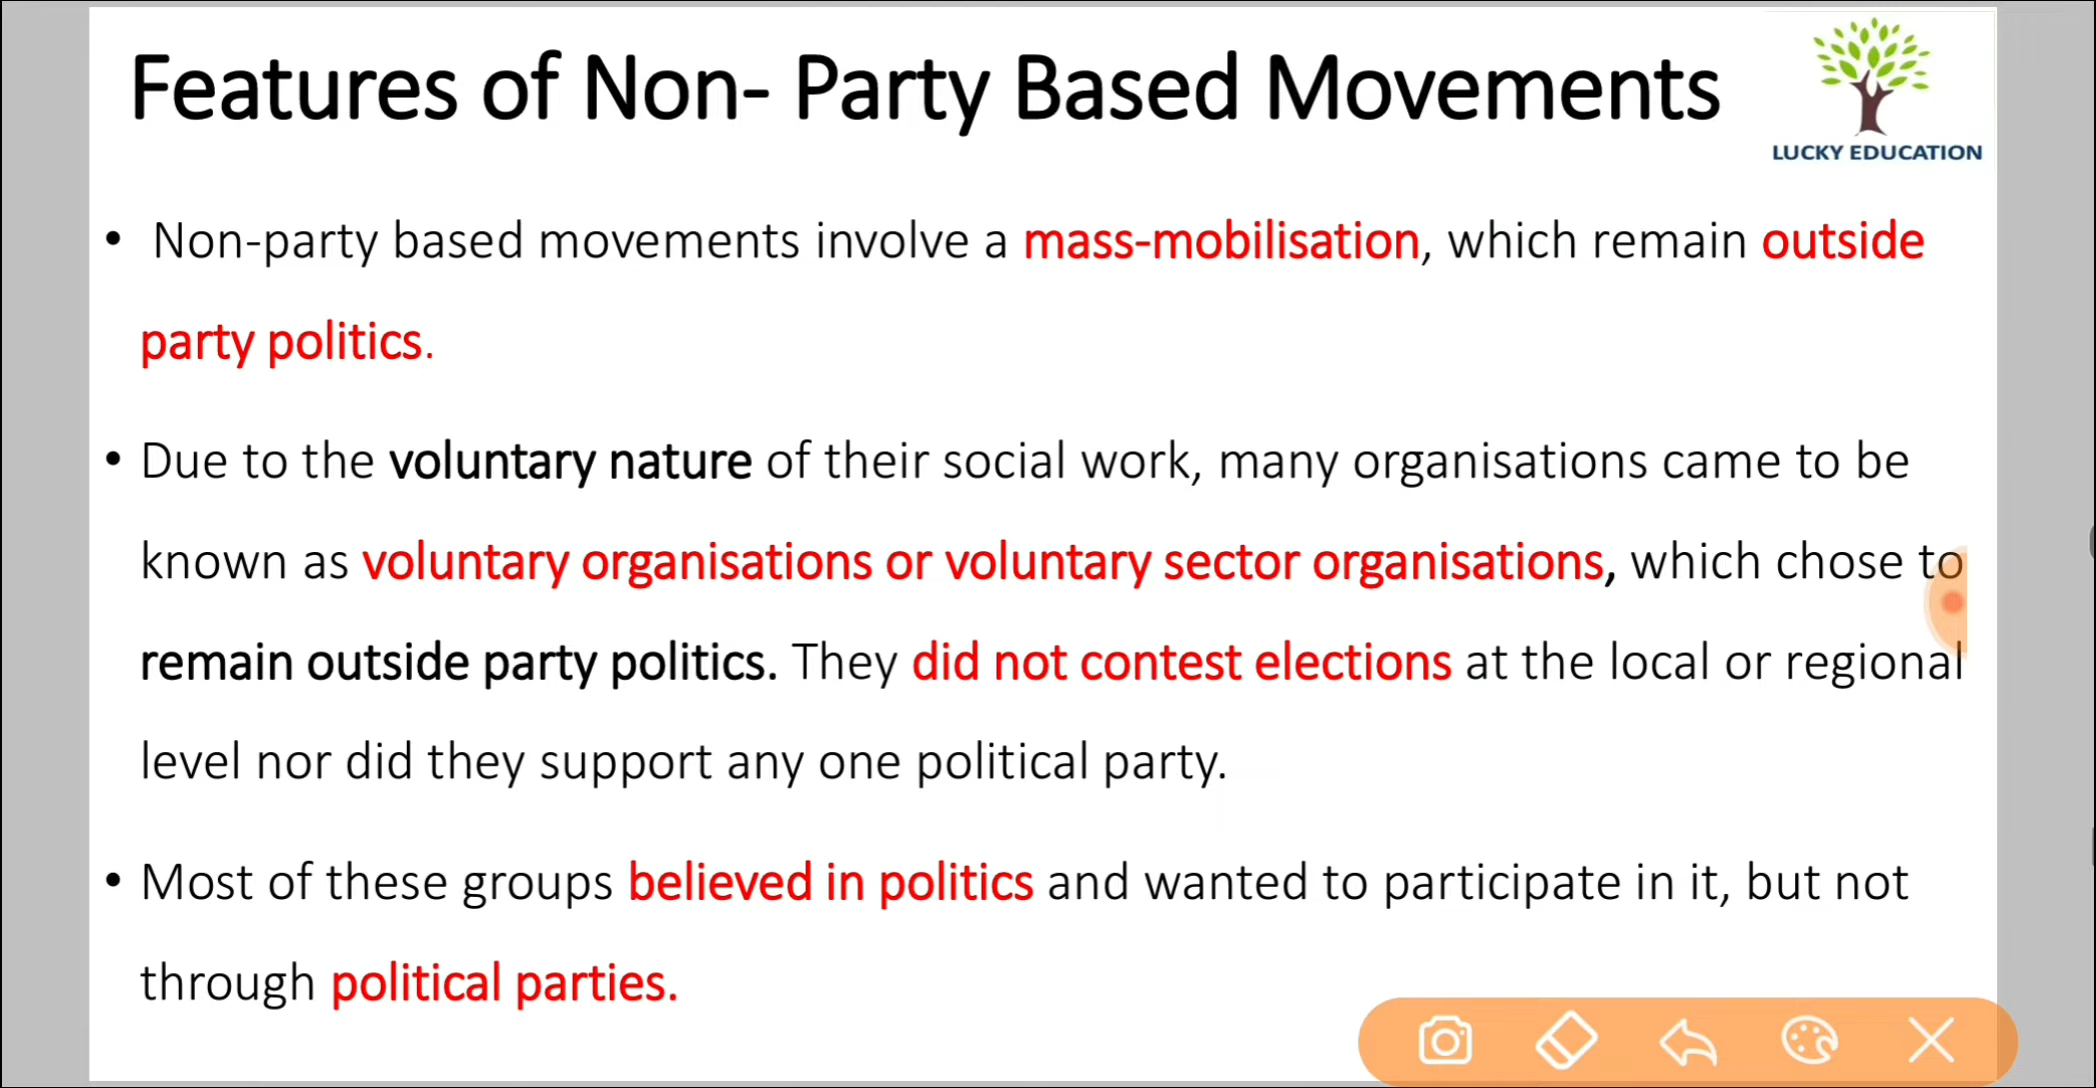 Features of Non- Party Based Movements
LUCKY EDUCATION
• Non-party based movements involve a mass-mobilisation, which remain outside
party politics.
• Due to the voluntary nature of their social work, many organisations came to be
known as voluntary organisations or voluntary sector organisations, which chose to
remain outside party politics. They did not contest elections at the local or regional
level nor did they support any one political party.
• Most of these groups believed in politics and wanted to participate in it, but not
through political parties.